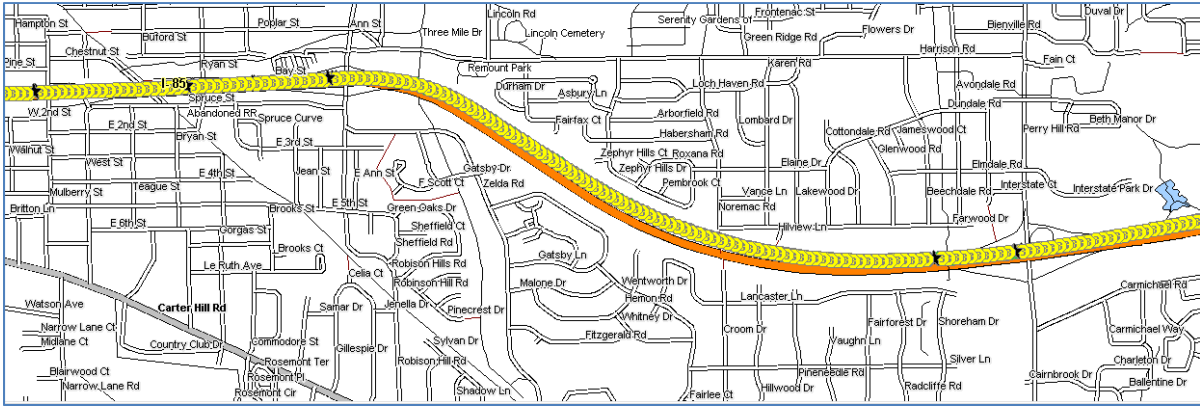 Hampton St
Poplar St
Ann St
Lincoln Rd
Serenity Gardens of
Frontenac St
Duval Dr
Buford St
Three Mile Br
Lincoln Cemetery
Green Ridge Rd
Flowers Dr
Bienville Rd
Chestnut St
Harrison Rd
Pine St
Ryan St
Bay St
Remount Park
Karen Rd
Fain Ct
I-85
Durham Dr
Asbury Ln
Loch Haven Rd
Avondale Rd
Spruce St
Dundale Rd
W 2nd St
Abandoned RR
Spruce Curve
Fairfax Ct
Arborfield Rd
Lombard Dr
Beth Manor Dr
E 2nd St
Bryan St
Habersham Rd
Cottondale Rd
Jameswood Ct
Perry Hill Rd
Walnut St
E 3rd St
Zephyr Hills Ct
Roxana Rd
Glenwood Rd
West St
E 4th St
Jean St
E Ann St
Gatsby Dr
Zephyr Hills Dr
Elaine Dr
Elmdale Rd
Mulberry St
Teague St
F Scott Ct
Zelda Rd
Pembrook Ct
Vance Ln
Lakewood Dr
Beechdale Rd
Interstate Ct
Interstate Park Dr
Britton Ln
Brooks St
E 5th St
Green Oaks Dr
Noremac Rd
Farwood Dr
E 6th St
Gorgas St
Sheffield Ct
Hillview Ln
Brooks Ct
Sheffield Rd
Gatsby Ln
Le Ruth Ave
Robison Hills Rd
Celia Ct
Robinson Hill Rd
Malone Dr
Wentworth Dr
Carmichael Rd
Watson Ave
Carter Hill Rd
Samar Dr
Jenella Dr
Pinecrest Dr
Hernon Rd
Lancaster Ln
Whitney Dr
Narrow Lane Ct
Croom Dr
Fairforest Dr
Shoreham Dr
Carmichael Way
Midlane Ct
Country Club Dr
Commodore St
Gillespie Dr
Sylvan Dr
Fitzgerald Rd
Vaughn Ln
Rosemont Ter
Robison Hill Rd
Silver Ln
Charleton Dr
Blairwood Ct
Rosemont Pl
Pineneedle Rd
Cairnbrook Dr
Narrow Lane Rd
Rosemont Cir
Shadow Ln
Fairlee Ct
Hillwood Dr
Radcliffe Rd
Ballentine Dr